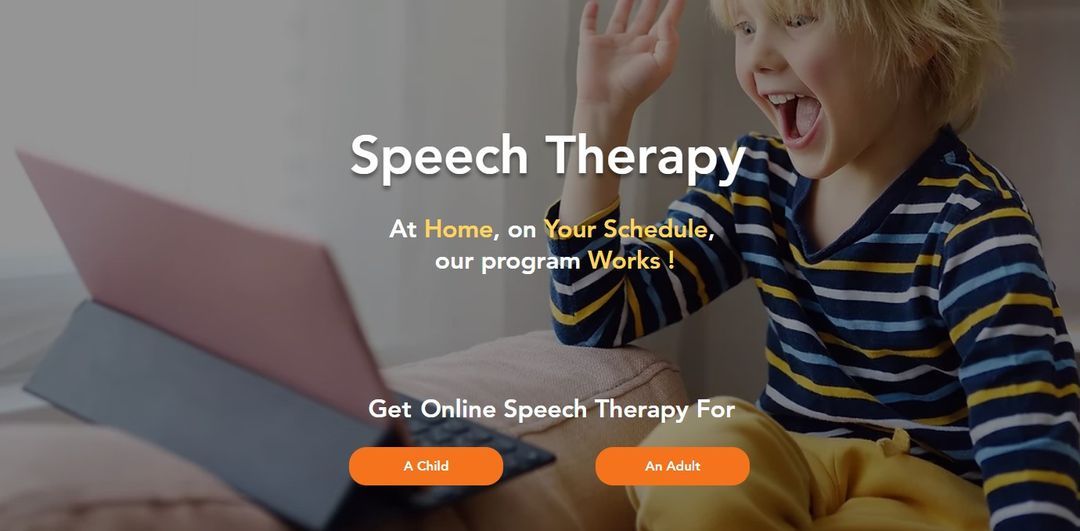 Speech Therapy
At Home, on Your Schedule,
our program Works !
Get Online Speech Therapy For
A Child
An Adult